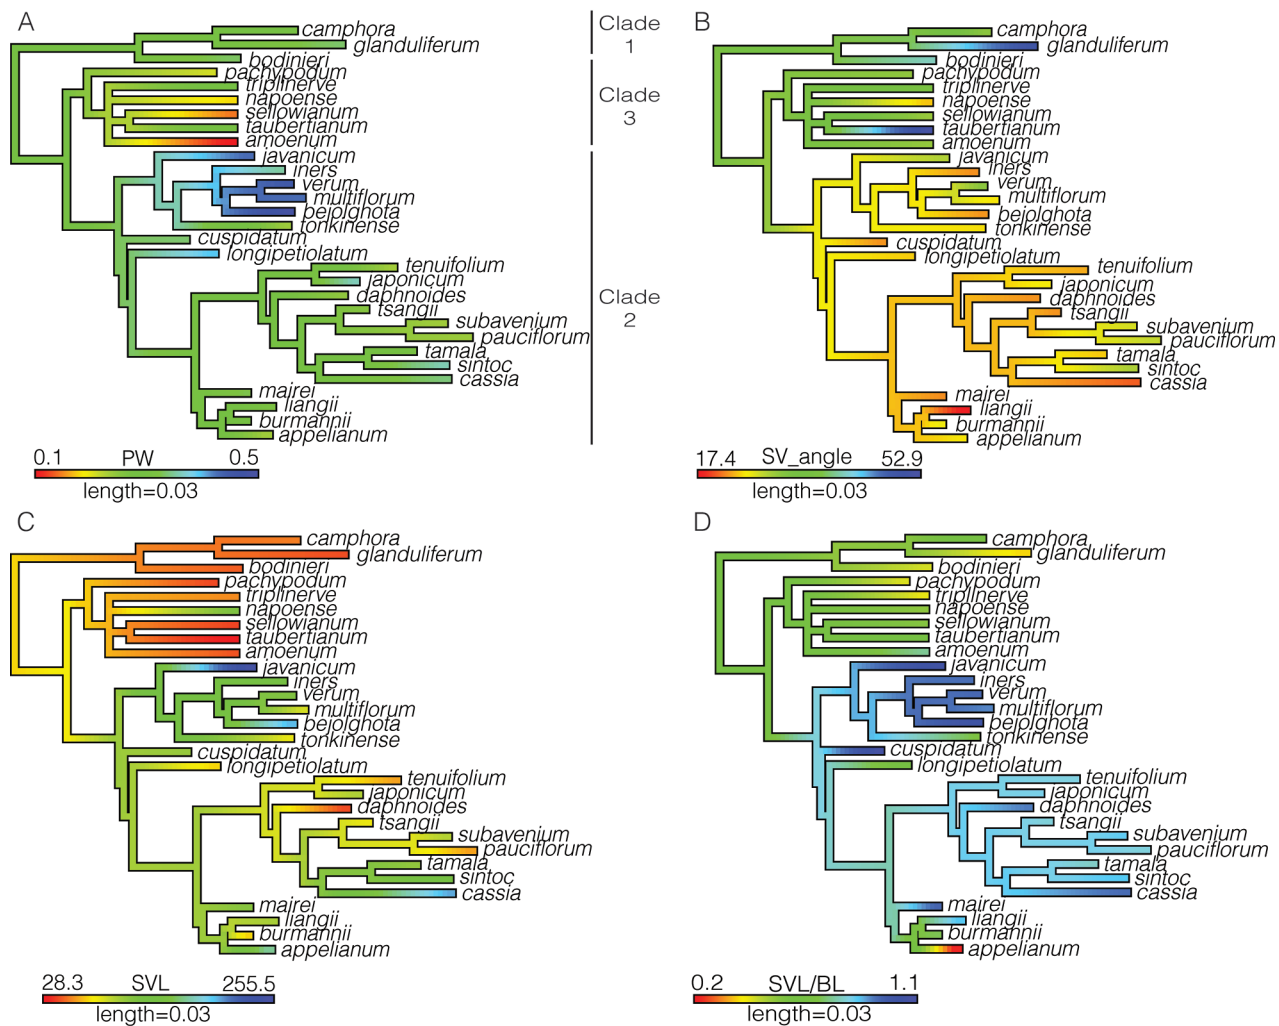 A
camphora
glanduliferum
bodinieri
pachypodum
triplinerve
napoense
sellowianum
taubertianum
amoenum
javanicum
iners
verum
multiflorum
bejolghota
tonkinense
cuspidatum
longipetiolatum
tenuifolium
japonicum
daphnoides
tsangii
subavenium
pauciflorum
tamala
sintoc
cassia
mairei
liangii
burmannii
appelianum
0.1 PW 0.5
length=0.03
Clade
1
Clade
3
Clade
2
B
camphora
glanduliferum
bodinieri
pachypodum
triplinerve
napoense
sellowianum
taubertianum
amoenum
javanicum
iners
verum
multiflorum
bejolghota
tonkinense
cuspidatum
longipetiolatum
tenuifolium
japonicum
daphnoides
tsangii
subavenium
pauciflorum
tamala
sintoc
cassia
mairei
liangii
burmannii
appelianum
17.4 SV_angle 52.9
length=0.03
C
camphora
glanduliferum
bodinieri
pachypodum
triplinerve
napoense
sellowianum
taubertianum
amoenum
javanicum
iners
verum
multiflorum
bejolghota
tonkinense
cuspidatum
longipetiolatum
tenuifolium
japonicum
daphnoides
tsangii
subavenium
pauciflorum
tamala
sintoc
cassia
mairei
liangii
burmannii
appelianum
28.3 SVL 255.5
length=0.03
D
camphora
glanduliferum
bodinieri
pachypodum
triplinerve
napoense
sellowianum
taubertianum
amoenum
javanicum
iners
verum
multiflorum
bejolghota
tonkinense
cuspidatum
longipetiolatum
tenuifolium
japonicum
daphnoides
tsangii
subavenium
pauciflorum
tamala
sintoc
cassia
mairei
liangii
burmannii
appelianum
0.2 SVL/BL 1.1
length=0.03